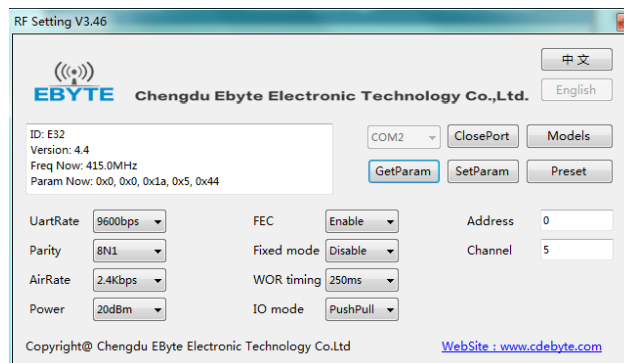 RF Setting V3.46
中 文
EBYTE Chengdu Ebyte Electronic Technology Co.,Ltd. English
ID: E32
Version: 4.4
Freq Now: 415.0MHz
Param Now: 0x0, 0x0, 0x1a, 0x5, 0x44
COM2 ClosePort Models
GetParam SetParam Preset
UartRate 9600bps FEC Enable Address 0
Parity 8N1 Fixed mode Disable Channel 5
AirRate 2.4Kbps WOR timing 250ms
Power 20dBm IO mode PushPull
Copyright@ Chengdu EByte Electronic Technology Co.Ltd WebSite : www.cdebyte.com